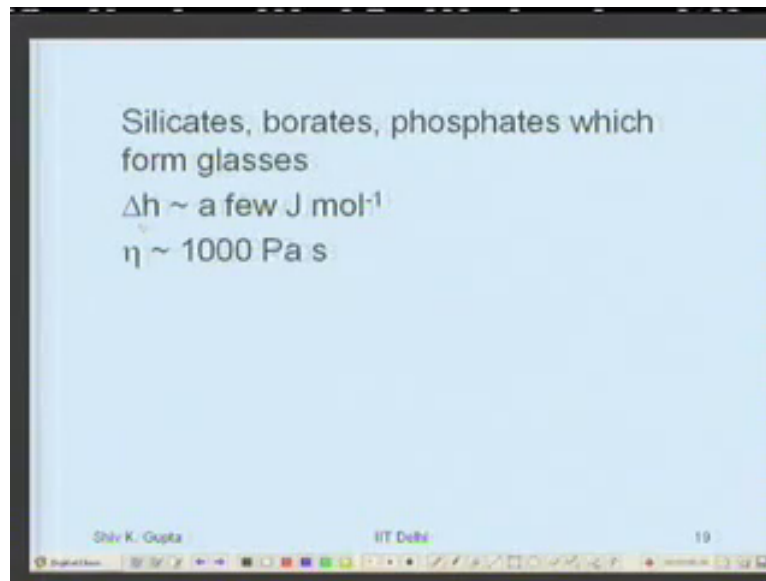 Silicates, borates, phosphates which
form glasses
Δh ~ a few J mol⁻¹
η ~ 1000 Pa s
Shiv K. Gupta IIT Delhi 19